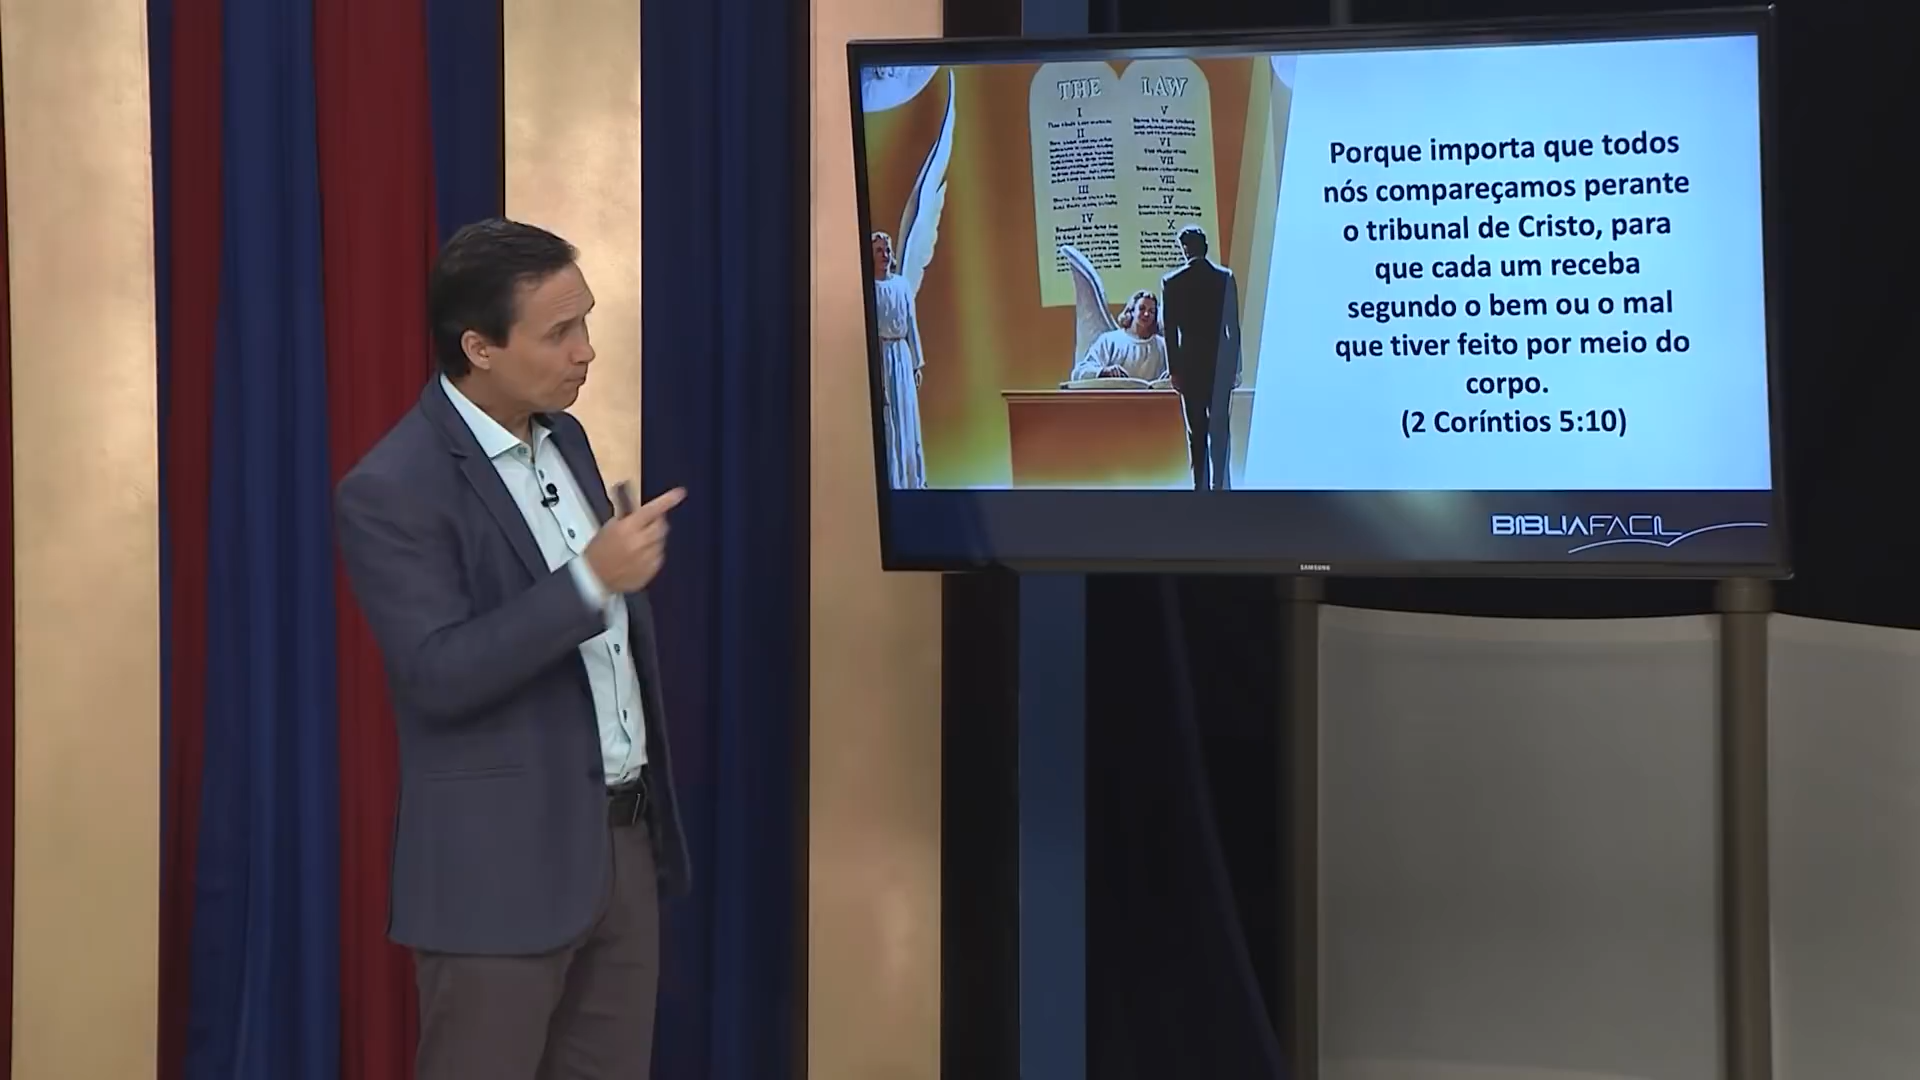 THE LAW
I
II
III
IV
V
VI
VII
VIII
IV
X
Porque importa que todos
nós compareçamos perante
o tribunal de Cristo, para
que cada um receba
segundo o bem ou o mal
que tiver feito por meio do
corpo.
(2 Coríntios 5:10)
BIBLIAFACIL
SAMSUNG